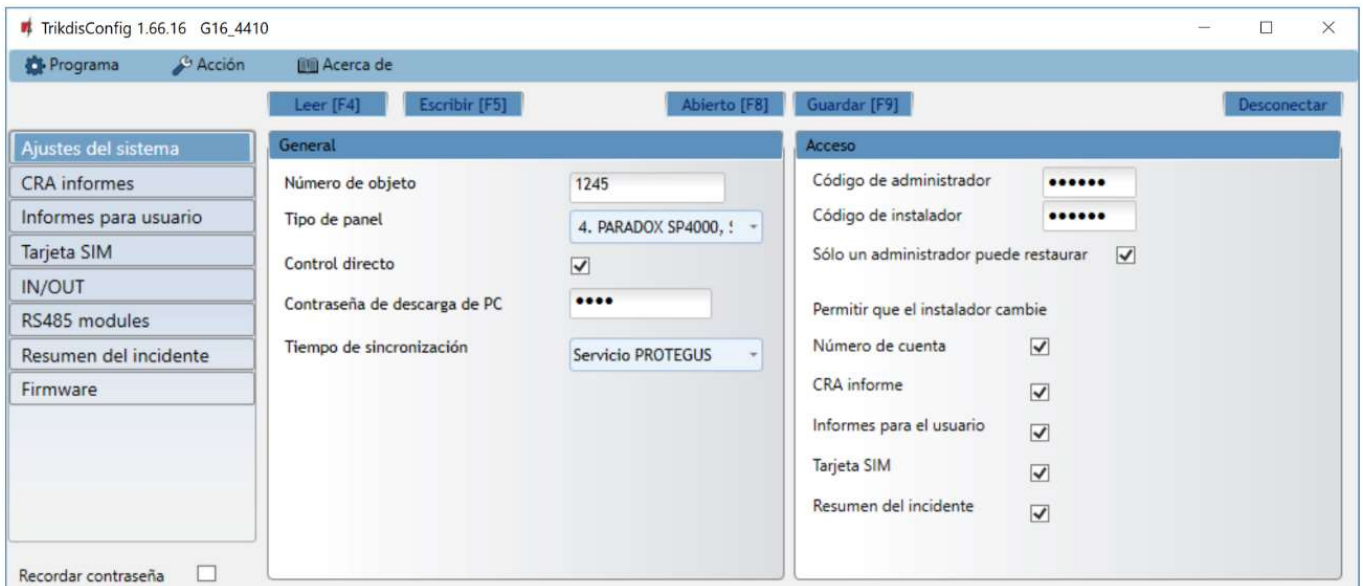 TrikdisConfig 1.66.16 G16_4410
Programa Acción Acerca de
Leer [F4] Escribir [F5] Abierto [F8] Guardar [F9] Desconectar
Ajustes del sistema
CRA informes
Informes para usuario
Tarjeta SIM
IN/OUT
RS485 modules
Resumen del incidente
Firmware
Recordar contraseña
General
Número de objeto 1245
Tipo de panel 4. PARADOX SP4000,
Control directo
Contraseña de descarga de PC ••••
Tiempo de sincronización Servicio PROTEGUS
Acceso
Código de administrador ••••••
Código de instalador ••••••
Sólo un administrador puede restaurar
Permitir que el instalador cambie
Número de cuenta
CRA informe
Informes para el usuario
Tarjeta SIM
Resumen del incidente